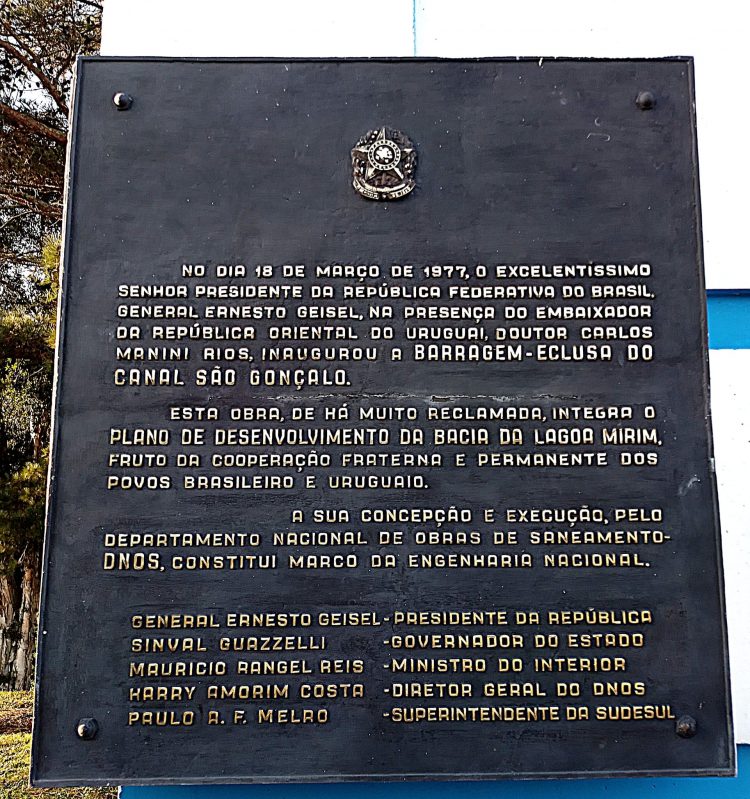 NO DIA 18 DE MARÇO DE 1977, O EXCELENTÍSSIMO
SENHOR PRESIDENTE DA REPÚBLICA FEDERATIVA DO BRASIL,
GENERAL ERNESTO GEISEL, NA PRESENÇA DO EMBAIXADOR
DA REPÚBLICA ORIENTAL DO URUGUAI, DOUTOR CARLOS
MANINI RIOS, INAUGUROU A BARRAGEM-ECLUSA DO
CANAL SÃO GONÇALO.
ESTA OBRA, DE HÁ MUITO RECLAMADA, INTEGRA O
PLANO DE DESENVOLVIMENTO DA BACIA DA LAGOA MIRIM,
FRUTO DA COOPERAÇÃO FRATERNA E PERMANENTE DOS
POVOS BRASILEIRO E URUGUAIO.
A SUA CONCEPÇÃO E EXECUÇÃO, PELO
DEPARTAMENTO NACIONAL DE OBRAS DE SANEAMENTO-
DNOS, CONSTITUI MARCO DA ENGENHARIA NACIONAL.
GENERAL ERNESTO GEISEL - PRESIDENTE DA REPÚBLICA
SINVAL GUAZZELLI - GOVERNADOR DO ESTADO
MAURICIO RANGEL REIS - MINISTRO DO INTERIOR
HARRY AMORIM COSTA - DIRETOR GERAL DO DNOS
PAULO A. F. MELRO - SUPERINTENDENTE DA SUDESUL